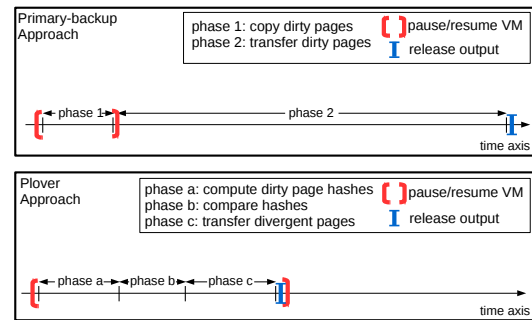 Primary-backup
Approach
phase 1: copy dirty pages
phase 2: transfer dirty pages
pause/resume VM
release output
phase 1
phase 2
time axis
Plover
Approach
phase a: compute dirty page hashes
phase b: compare hashes
phase c: transfer divergent pages
pause/resume VM
release output
phase a
phase b
phase c
time axis